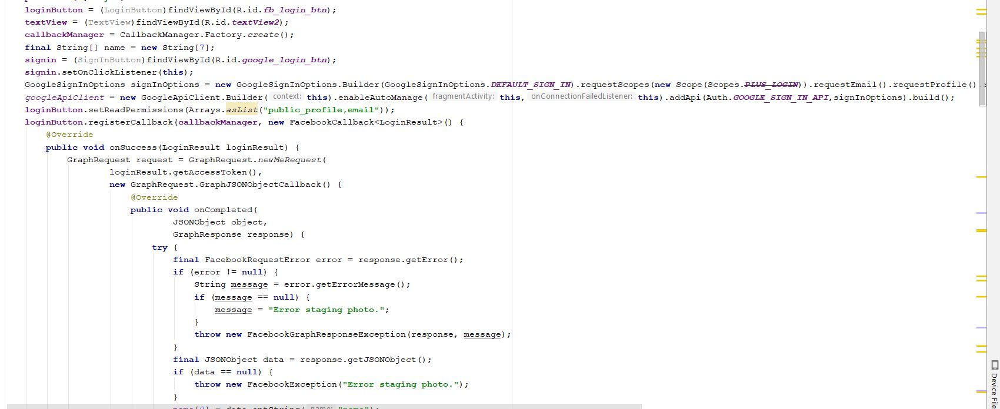 loginButton = (LoginButton)findViewById(R.id.fb_login_btn);
textView = (TextView)findViewById(R.id.textView2);
callbackManager = CallbackManager.Factory.create();
final String[] name = new String[7];
signin = (SignInButton)findViewById(R.id.google_login_btn);
signin.setOnClickListener(this);
GoogleSignInOptions signInOptions = new GoogleSignInOptions.Builder(GoogleSignInOptions.DEFAULT_SIGN_IN).requestScopes(new Scope(Scopes.PLUS_LOGIN)).requestEmail().requestProfile()
googleApiClient = new GoogleApiClient.Builder( context: this).enableAutoManage( fragmentActivity: this, onConnectionFailedListener: this).addApi(Auth.GOOGLE_SIGN_IN_API,signInOptions).build();
loginButton.setReadPermissions(Arrays.asList("public_profile,email"));
loginButton.registerCallback(callbackManager, new FacebookCallback<LoginResult>() {
@Override
public void onSuccess(LoginResult loginResult) {
GraphRequest request = GraphRequest.newMeRequest(
loginResult.getAccessToken(),
new GraphRequest.GraphJSONObjectCallback() {
@Override
public void onCompleted(
JSONObject object,
GraphResponse response) {
try {
final FacebookRequestError error = response.getError();
if (error != null) {
String message = error.getErrorMessage();
if (message == null) {
message = "Error staging photo.";
}
throw new FacebookGraphResponseException(response, message);
}
final JSONObject data = response.getJSONObject();
if (data == null) {
throw new FacebookException("Error staging photo.");
}
Device File